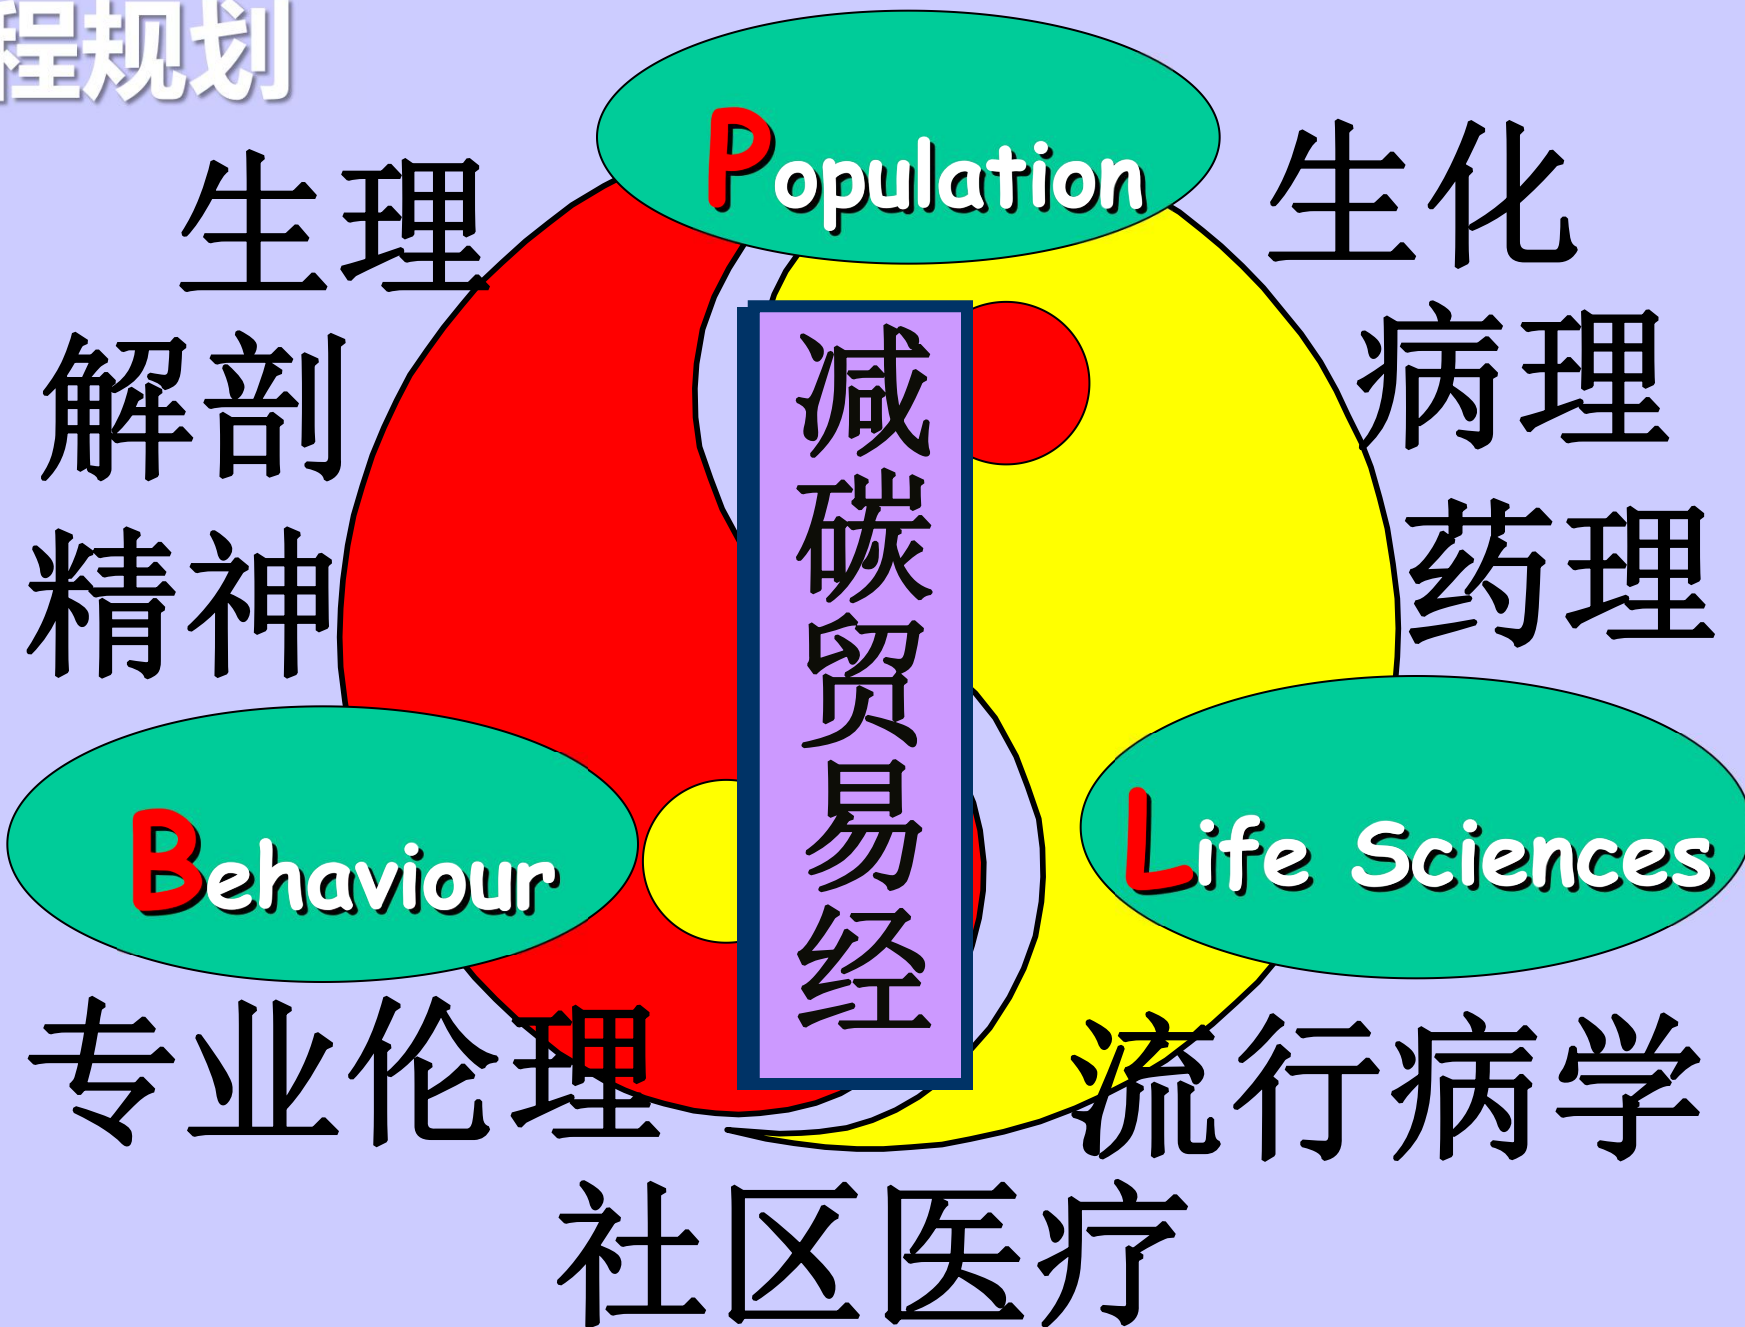 程规划
Population
生理
生化
解剖
病理
精神
药理
减碳贸易经
Behaviour
Life Sciences
专业伦理
流行病学
社区医疗